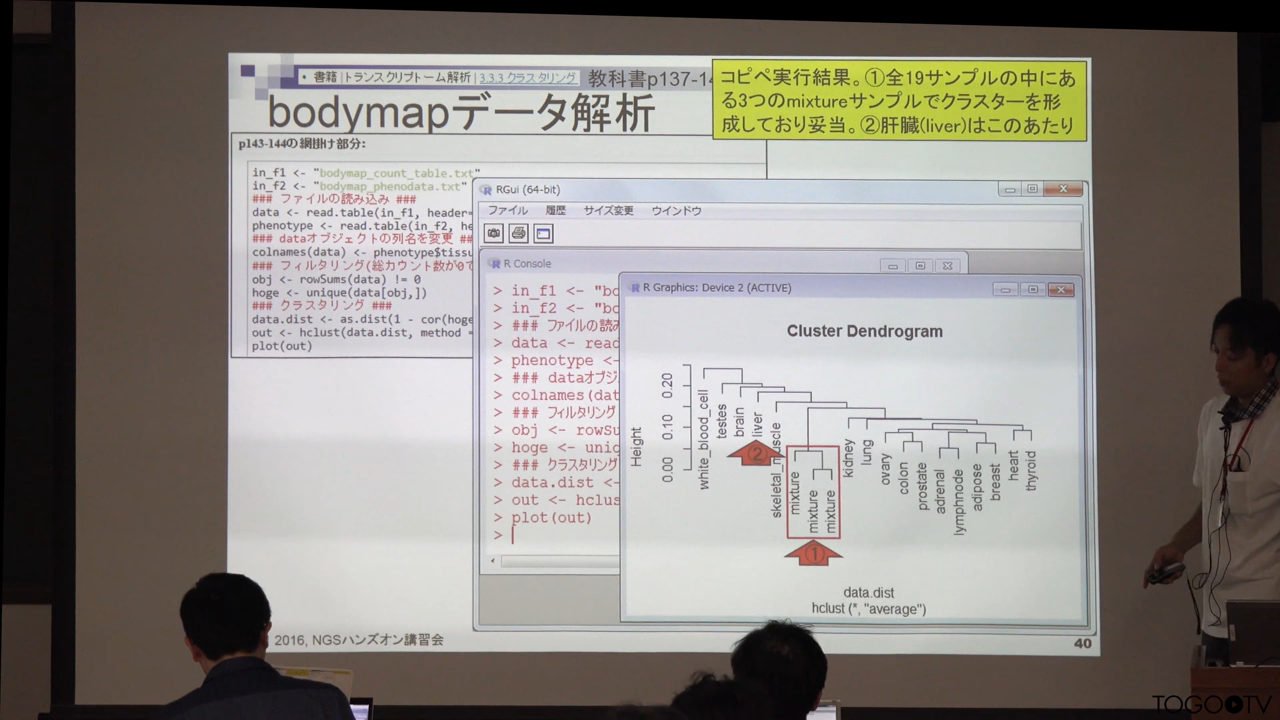 • 書籍 | トランスクリプトーム解析 | 3.3.3 クラスタリング
教科書p137-14
bodymapデータ解析
コピペ実行結果。①全19サンプルの中にあ
る3つのmixtureサンプルでクラスターを形
成しており妥当。②肝臓(liver)はこのあたり
p143-144の網掛け部分:
in_f1 <- "bodymap_count_table.txt"
in_f2 <- "bodymap_phenodata.txt"
### ファイルの読み込み ###
data <- read.table(in_f1, header=
phenotype <- read.table(in_f2, he
### dataオブジェクトの列名を変更 ##
colnames(data) <- phenotype$tissu
### フィルタリング(総カウント数が0で
obj <- rowSums(data) != 0
hoge <- unique(data[obj,])
### クラスタリング ###
data.dist <- as.dist(1 - cor(hoge
out <- hclust(data.dist, method =
plot(out)
RGui (64-bit)
ファイル 履歴 サイズ変更 ウインドウ
R Console
> in_f1 <- "bo
> in_f2 <- "bo
> ### ファイルの読み
> data <- read
> phenotype <-
> ### dataオブジ
> colnames(dat
> ### フィルタリング
> obj <- rowSu
> hoge <- uniq
> ### クラスタリング
> data.dist <-
> out <- hclus
> plot(out)
>
R Graphics: Device 2 (ACTIVE)
Cluster Dendrogram
Height
0.00 0.10 0.20
white_blood_cell
testes
brain
liver
skeletal_muscle
mixture
mixture
mixture
kidney
lung
ovary
colon
prostate
adrenal
lymphnode
adipose
breast
heart
thyroid
②
①
data.dist
hclust (*, "average")
2016, NGSハンズオン講習会
40
TOGOTV